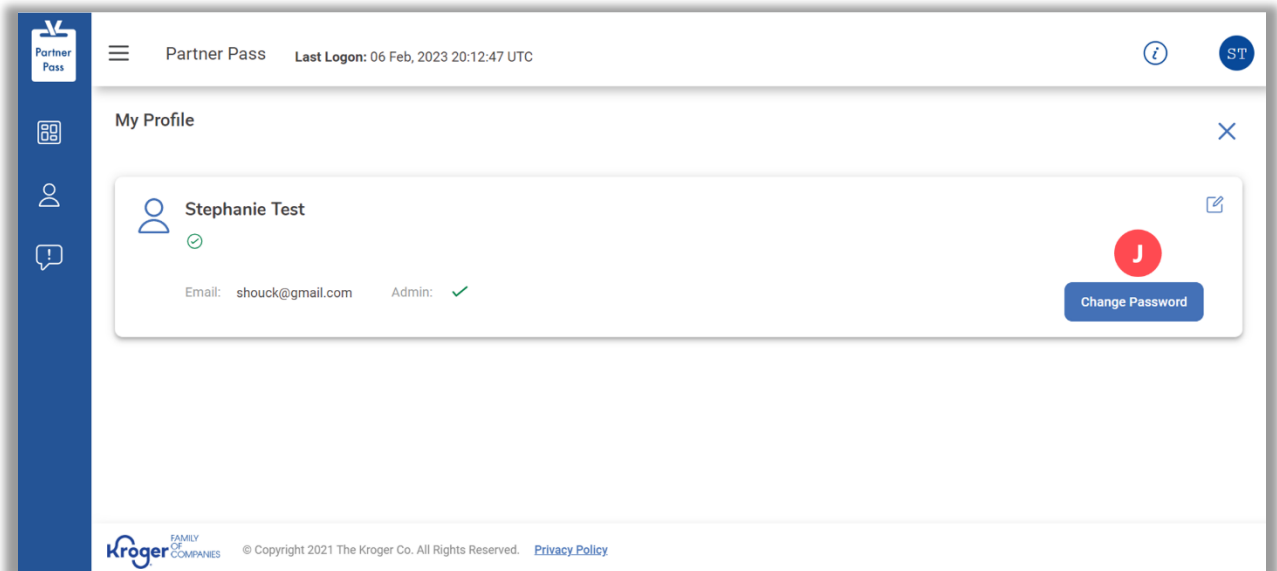 Partner
Pass
Partner Pass Last Logon: 06 Feb, 2023 20:12:47 UTC
i
ST
My Profile
Stephanie Test
J
Email: shouck@gmail.com Admin:
Change Password
Kroger FAMILY OF COMPANIES © Copyright 2021 The Kroger Co. All Rights Reserved. Privacy Policy